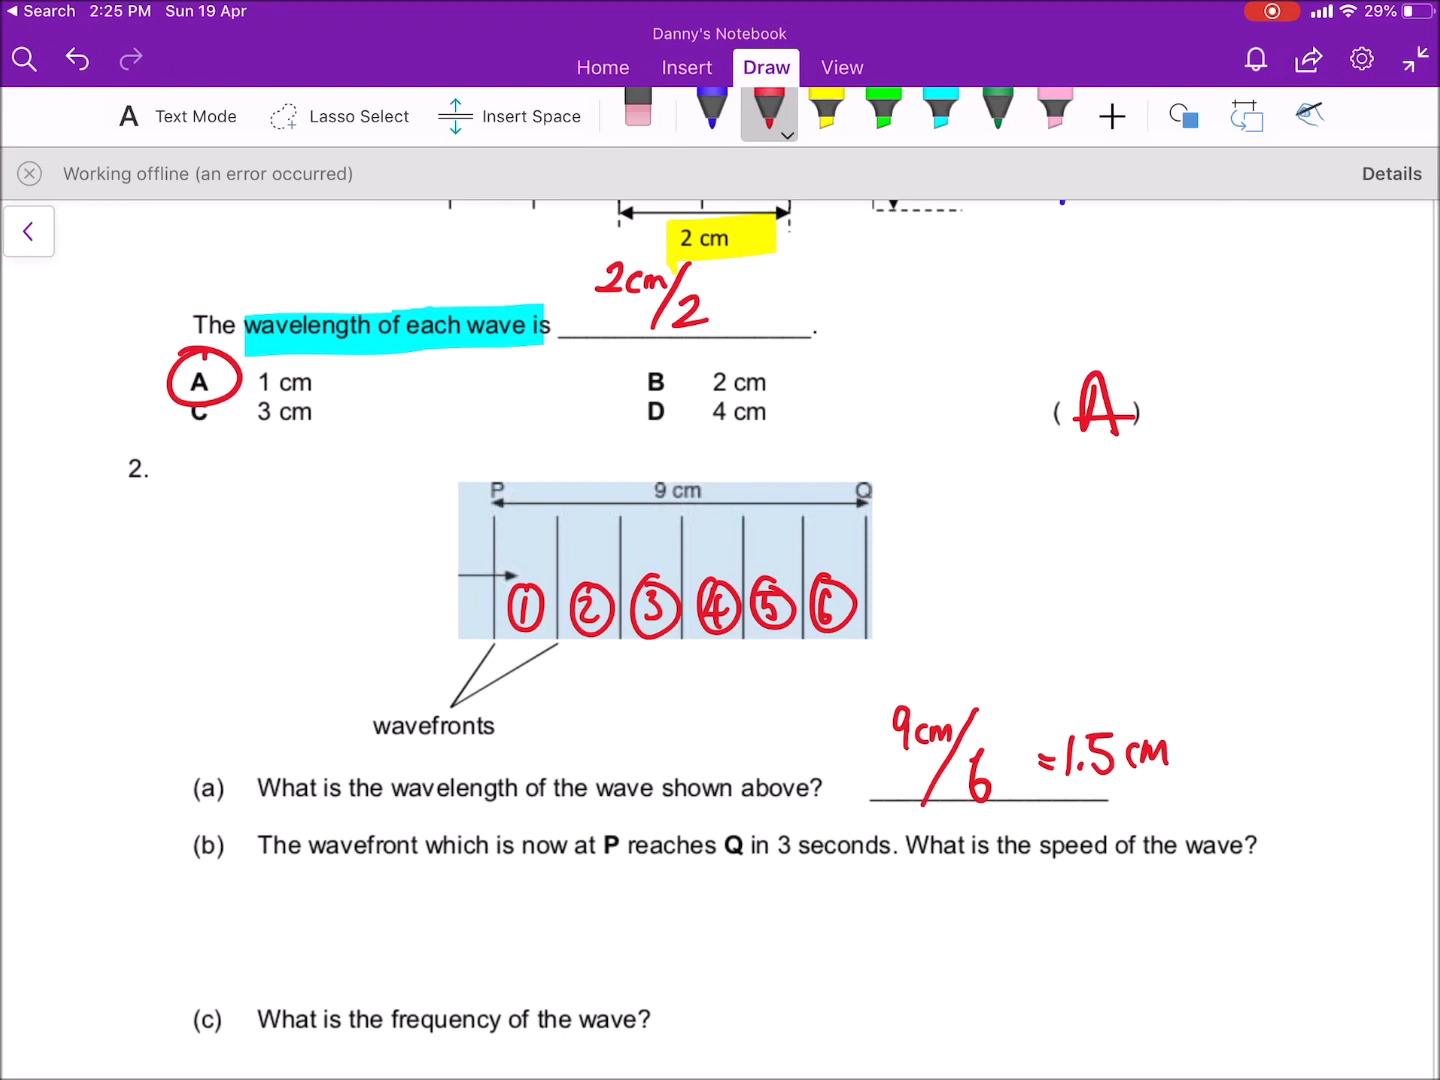 Search 2:25 PM Sun 19 Apr 29%
Danny's Notebook
Home Insert Draw View
A Text Mode Lasso Select Insert Space
Working offline (an error occurred) Details
2 cm
2cm/2
The wavelength of each wave is ____________________.
A 1 cm B 2 cm
C 3 cm D 4 cm ( A )
2.
P 9 cm Q
① ② ③ ④ ⑤ ⑥
wavefronts
9cm/6 = 1.5 cm
(a) What is the wavelength of the wave shown above? ____________________
(b) The wavefront which is now at P reaches Q in 3 seconds. What is the speed of the wave?
(c) What is the frequency of the wave?